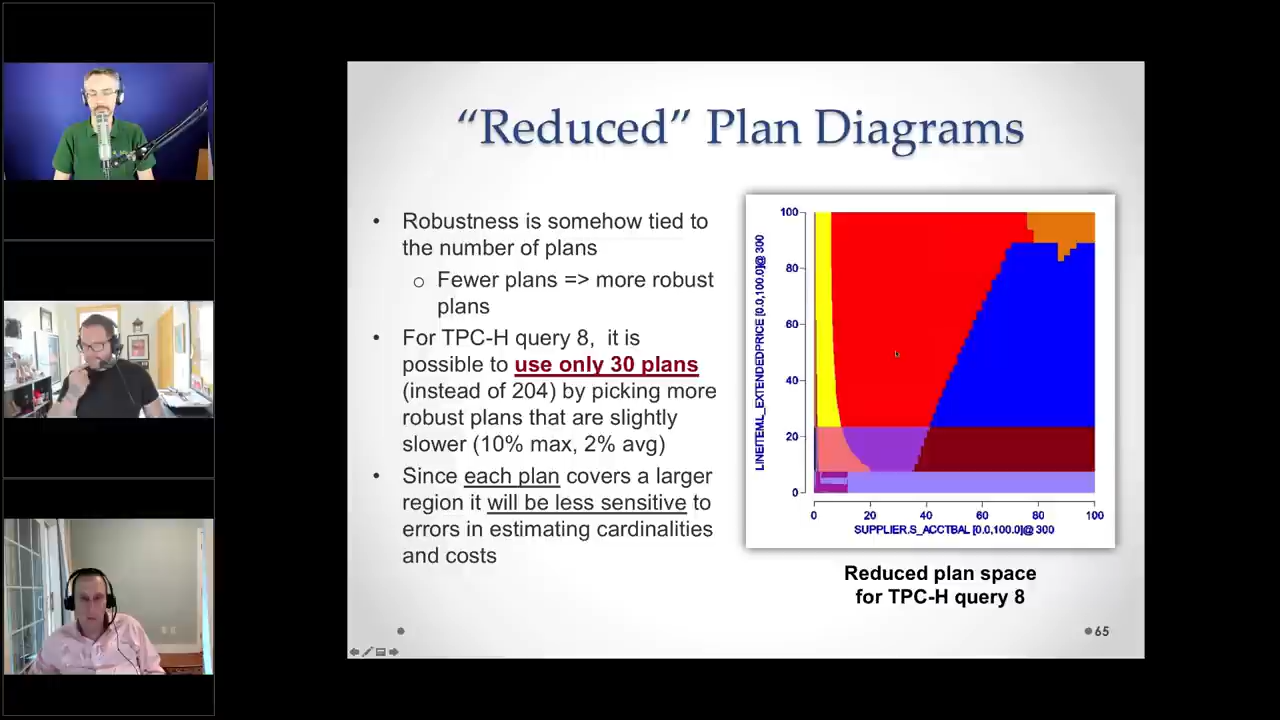 “Reduced” Plan Diagrams
• Robustness is somehow tied to
the number of plans
o Fewer plans => more robust
plans
• For TPC-H query 8, it is
possible to use only 30 plans
(instead of 204) by picking more
robust plans that are slightly
slower (10% max, 2% avg)
• Since each plan covers a larger
region it will be less sensitive to
errors in estimating cardinalities
and costs
LINEITEM.L_EXTENDEDPRICE [0.0,100.0]@ 300
100
80
60
40
20
0
0 20 40 60 80 100
SUPPLIER.S_ACCTBAL [0.0,100.0]@ 300
Reduced plan space
for TPC-H query 8
65